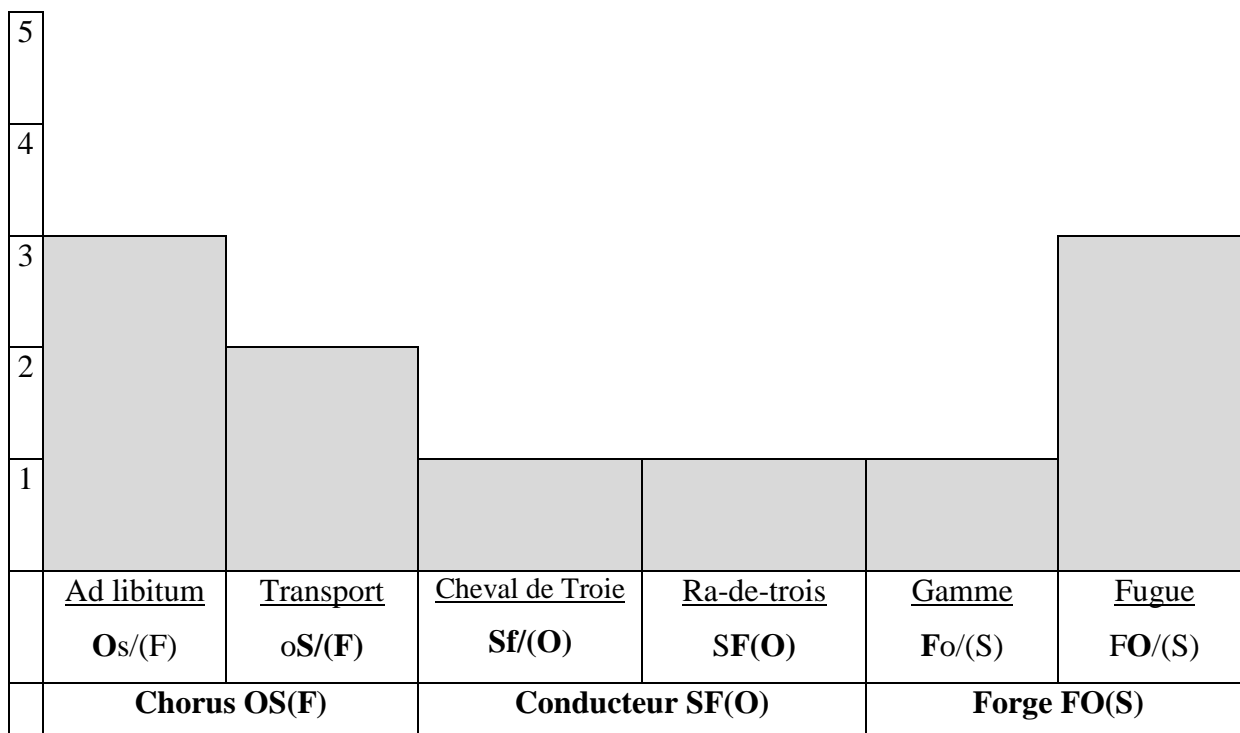 5
4
3
2
1
Ad libitum Transport Cheval de Troie Ra-de-trois Gamme Fugue
Os/(F) oS/(F) Sf/(O) SF(O) Fo/(S) FO/(S)
Chorus OS(F) Conducteur SF(O) Forge FO(S)